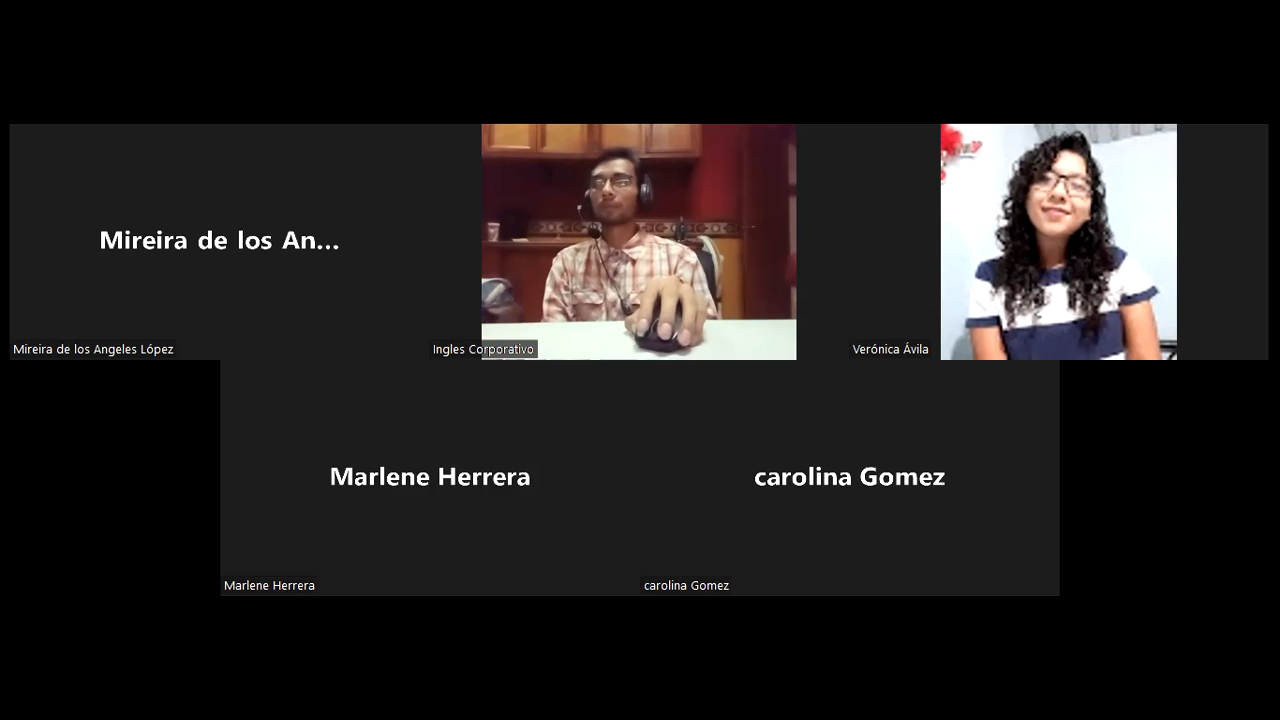 Mireira de los An...
Mireira de los Angeles López
Ingles Corporativo
Verónica Ávila
Marlene Herrera
carolina Gomez
Marlene Herrera
carolina Gomez